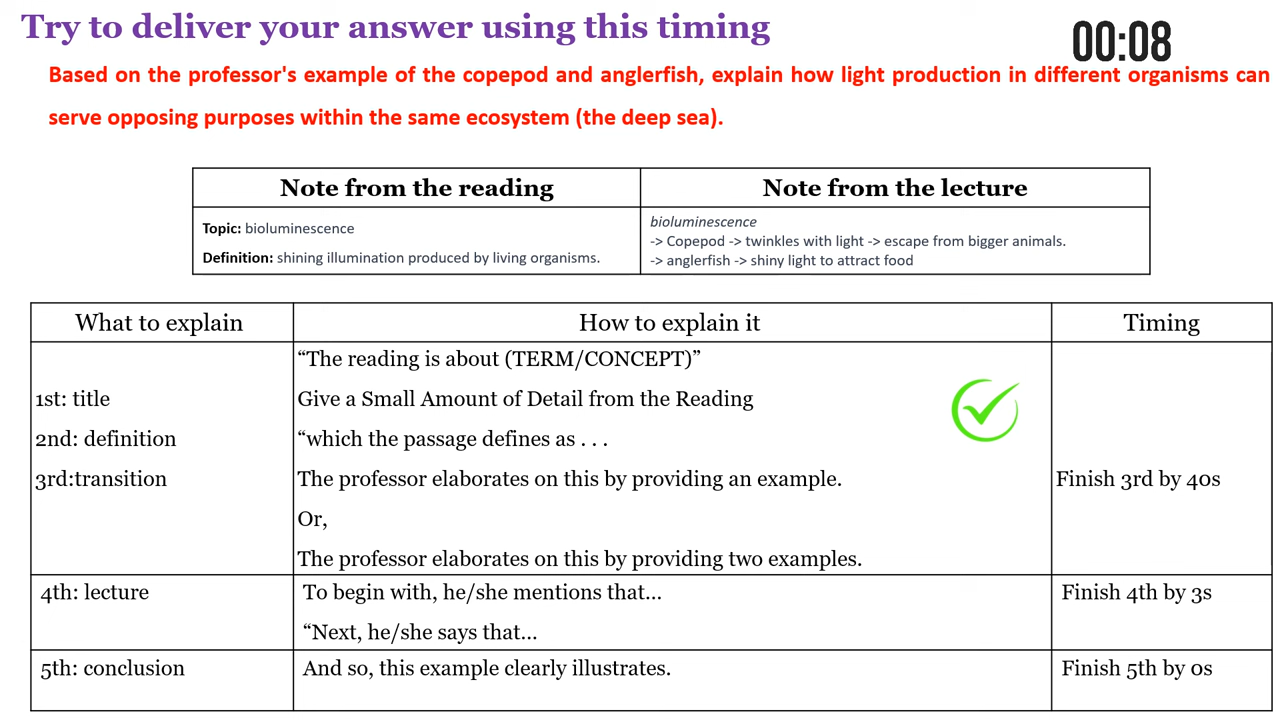 Try to deliver your answer using this timing
00:08
Based on the professor's example of the copepod and anglerfish, explain how light production in different organisms can
serve opposing purposes within the same ecosystem (the deep sea).
Note from the reading
Note from the lecture
Topic: bioluminescence
Definition: shining illumination produced by living organisms.
bioluminescence
-> Copepod -> twinkles with light -> escape from bigger animals.
-> anglerfish -> shiny light to attract food
What to explain
How to explain it
Timing
1st: title
2nd: definition
3rd:transition
“The reading is about (TERM/CONCEPT)”
Give a Small Amount of Detail from the Reading
“which the passage defines as . . .
The professor elaborates on this by providing an example.
Or,
The professor elaborates on this by providing two examples.
Finish 3rd by 40s
4th: lecture
To begin with, he/she mentions that...
“Next, he/she says that...
Finish 4th by 3s
5th: conclusion
And so, this example clearly illustrates.
Finish 5th by 0s